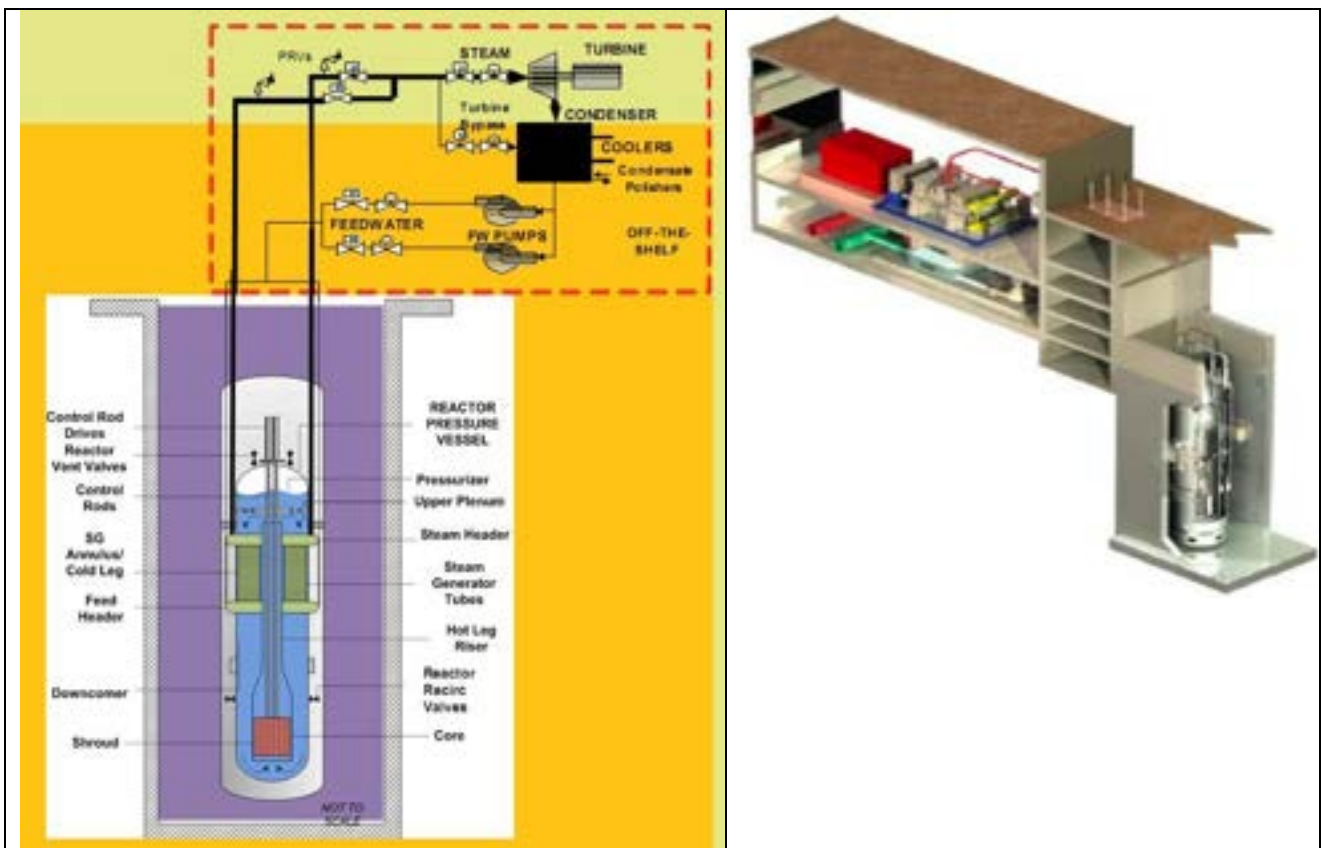 PRVs
STEAM
TURBINE
Turbine
Bypass
CONDENSER
COOLERS
Condensate
Polishers
FEEDWATER
FW PUMPS
OFF-THE-
SHELF
Control Rod
Drives
Reactor
Vent Valves
Control
Rods
SG
Annulus/
Cold Leg
Feed
Header
Downcomer
Shroud
REACTOR
PRESSURE
VESSEL
Pressurizer
Upper Plenum
Steam Header
Steam
Generator
Tubes
Hot Leg
Riser
Reactor
Recirc
Valves
Core
NOT TO
SCALE